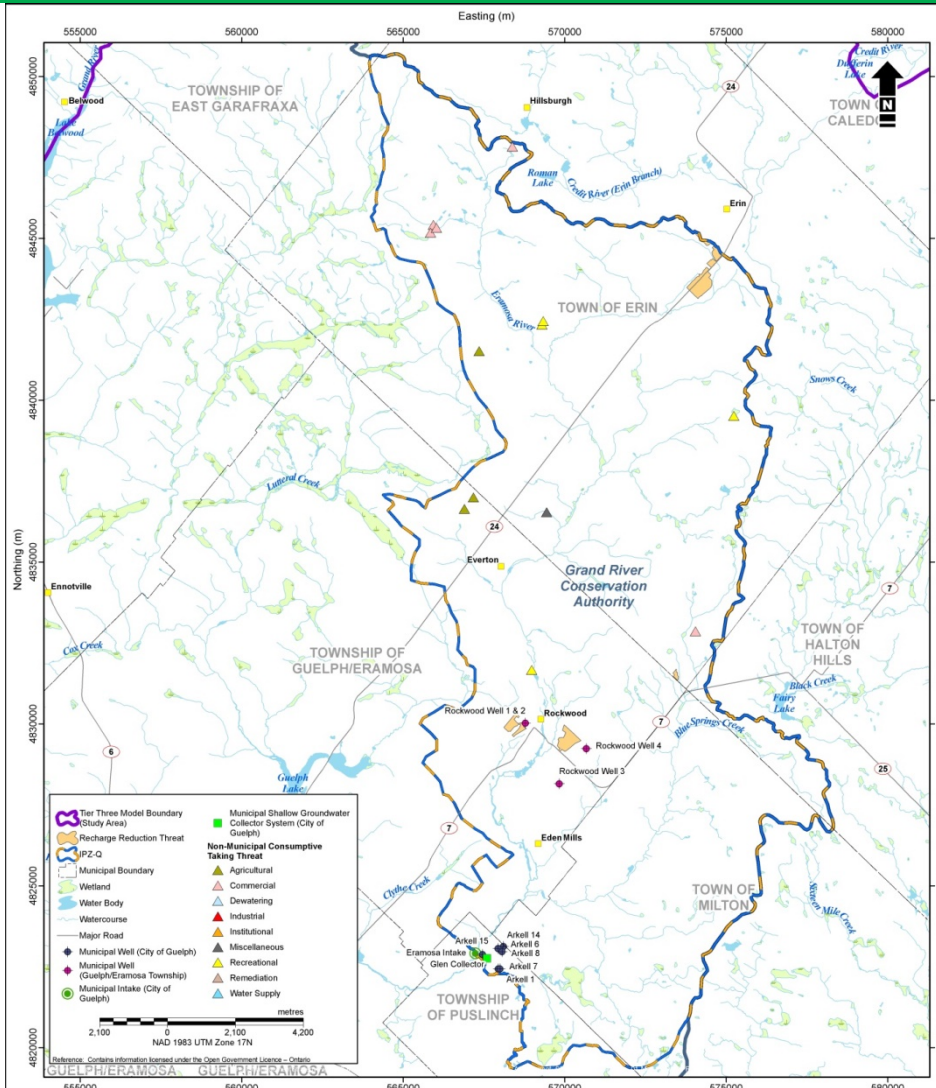 Easting (m)
555000
560000
565000
570000
575000
580000
Northing (m)
4850000
4845000
4840000
4835000
4830000
4825000
4820000
Grand River
Belwood
Lake
Belwood
TOWNSHIP OF
EAST GARAFRAXA
Hillsburgh
24
Credit River
Dufferin
Lake
N
TOWN OF
CALEDON
Roman
Lake
Credit River (Erin Branch)
Erin
Eramosa River
TOWN OF ERIN
Snows Creek
Lutteral Creek
24
Everton
Ennotville
Grand River
Conservation
Authority
7
Cox Creek
TOWNSHIP OF
GUELPH/ERAMOSA
TOWN OF
HALTON
HILLS
Black Creek
Fairy
Lake
Rockwood Well 1 & 2
Rockwood
7
Blue Springs Creek
Rockwood Well 4
Rockwood Well 3
6
Guelph
Lake
25
7
Eden Mills
Clythe Creek
TOWN OF
MILTON
Sixteen Mile Creek
Arkell 14
Arkell 15
Arkell 6
Eramosa Intake
Arkell 8
Glen Collector
Arkell 7
Arkell 1
TOWNSHIP
OF PUSLINCH
Tier Three Model Boundary
(Study Area)
Recharge Reduction Threat
IPZ-Q
Municipal Boundary
Wetland
Water Body
Watercourse
Major Road
Municipal Well (City of Guelph)
Municipal Well
(Guelph/Eramosa Township)
Municipal Intake (City of
Guelph)
Municipal Shallow Groundwater
Collector System (City of
Guelph)
Non-Municipal Consumptive
Taking Threat
Agricultural
Commercial
Dewatering
Industrial
Institutional
Miscellaneous
Recreational
Remediation
Water Supply
metres
2,100 0 2,100 4,200
NAD 1983 UTM Zone 17N
Reference: Contains information licensed under the Open Government Licence – Ontario
GUELPH/ERAMOSA GUELPH/ERAMOSA
555000
560000
565000
570000
575000
580000